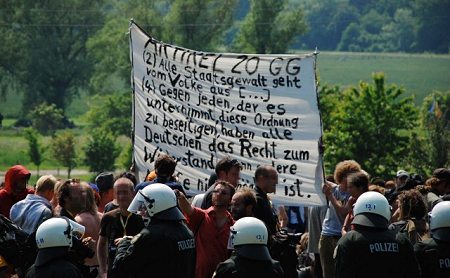 ARTIKEL 20 GG
(2) Alle Staatsgewalt geht
vom Volke aus [...]
(4) Gegen jeden, der es
unternimmt, diese Ordnung
zu beseitigen, haben alle
Deutschen das Recht zum
Widerstand
ist.
POLIZEI